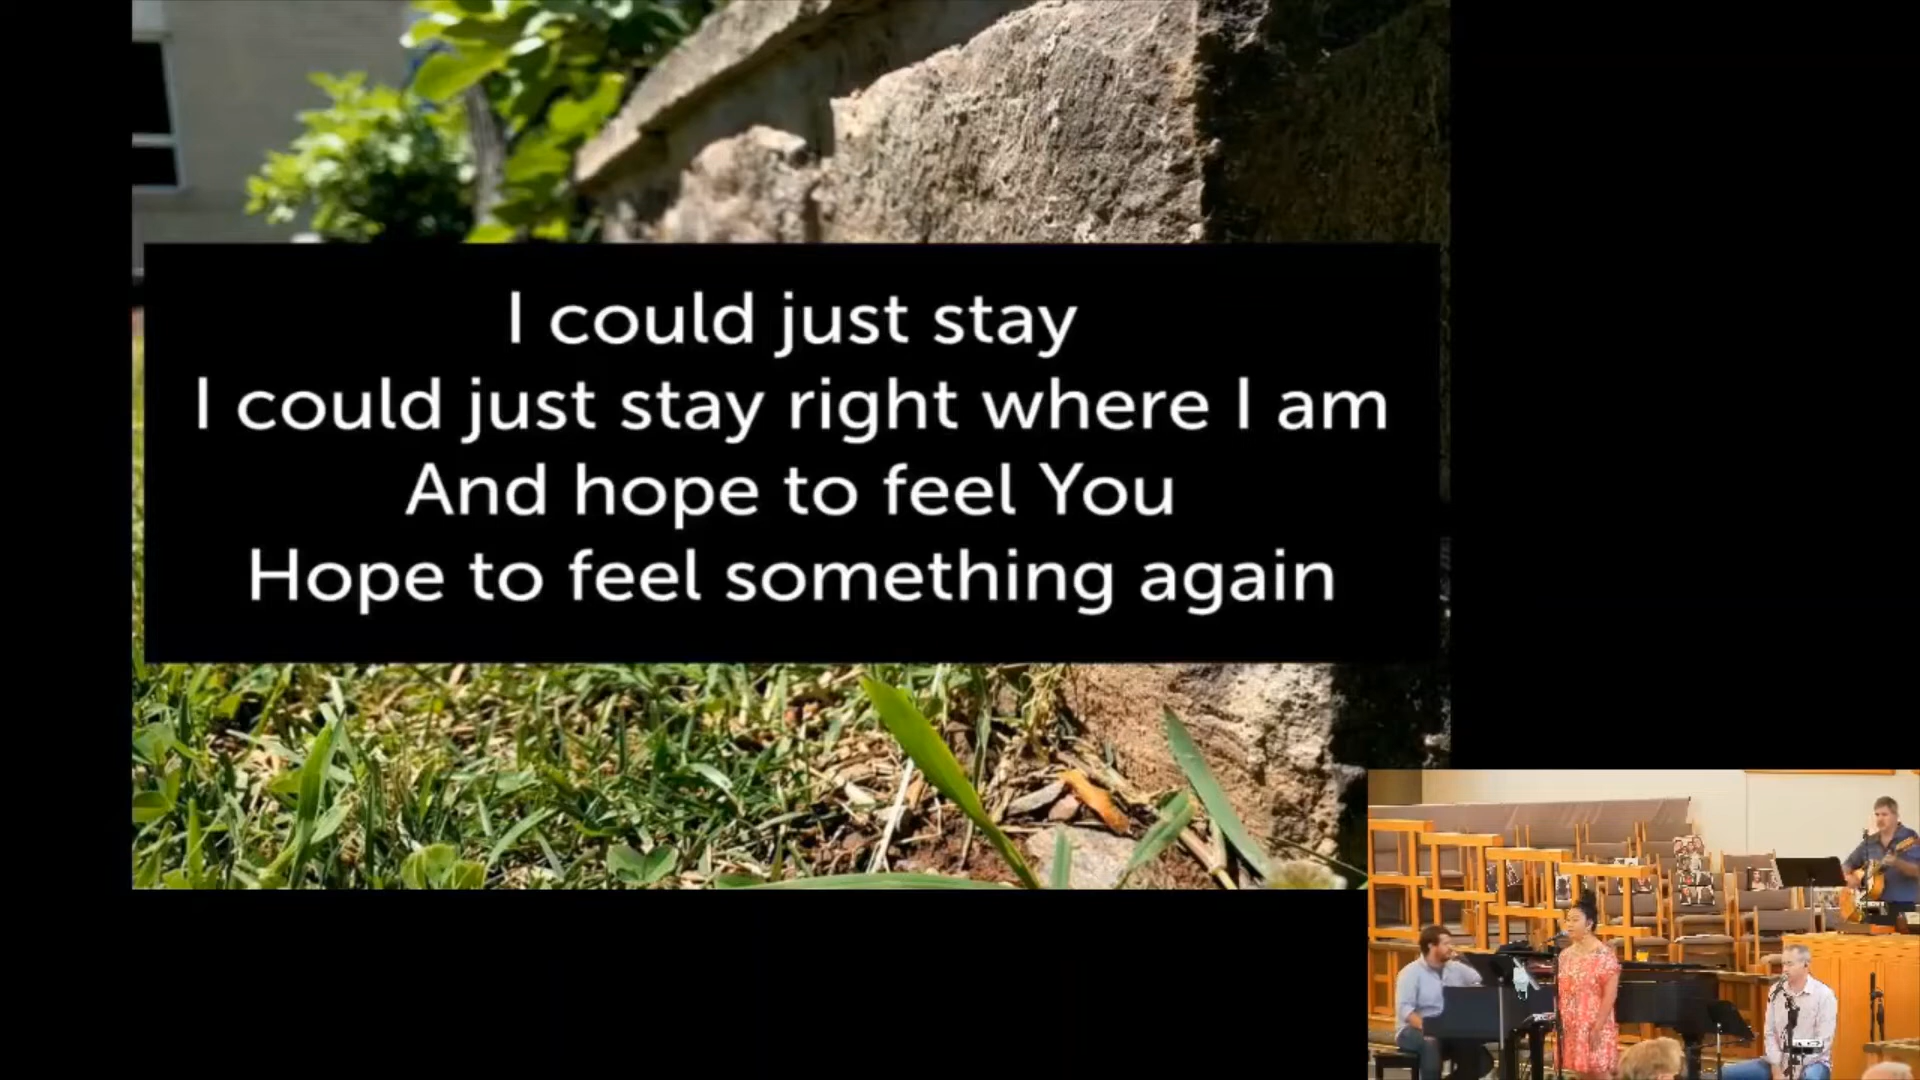 I could just stay
I could just stay right where I am
And hope to feel You
Hope to feel something again